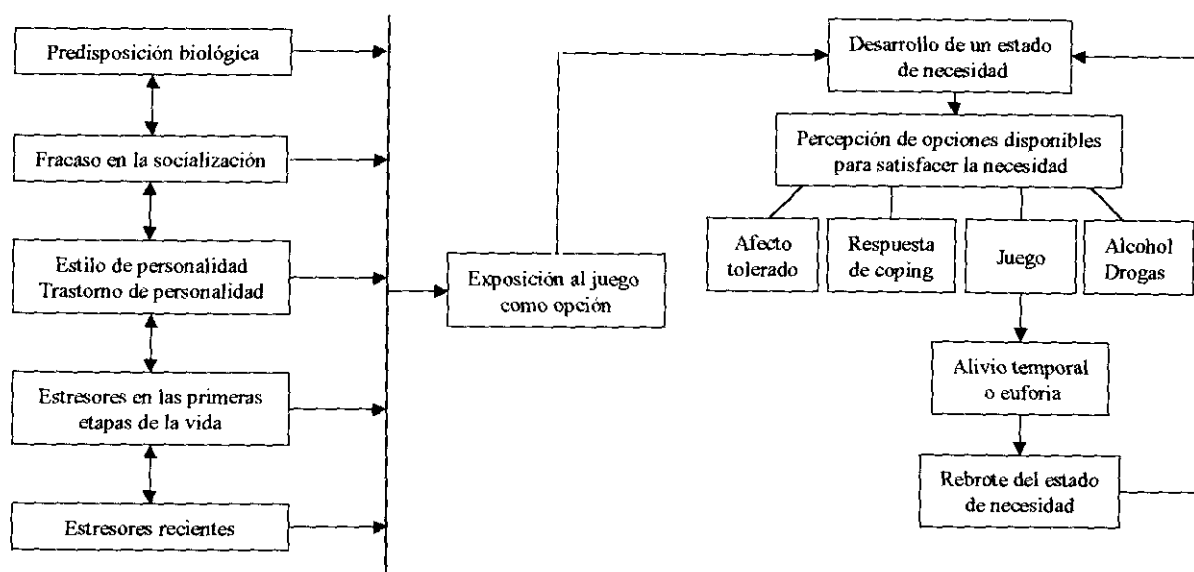 Predisposición biológica
Fracaso en la socialización
Estilo de personalidad
Trastorno de personalidad
Estresores en las primeras
etapas de la vida
Estresores recientes
Exposición al juego
como opción
Desarrollo de un estado
de necesidad
Percepción de opciones disponibles
para satisfacer la necesidad
Afecto
tolerado
Respuesta
de coping
Juego
Alcohol
Drogas
Alivio temporal
o euforia
Rebrote del estado
de necesidad